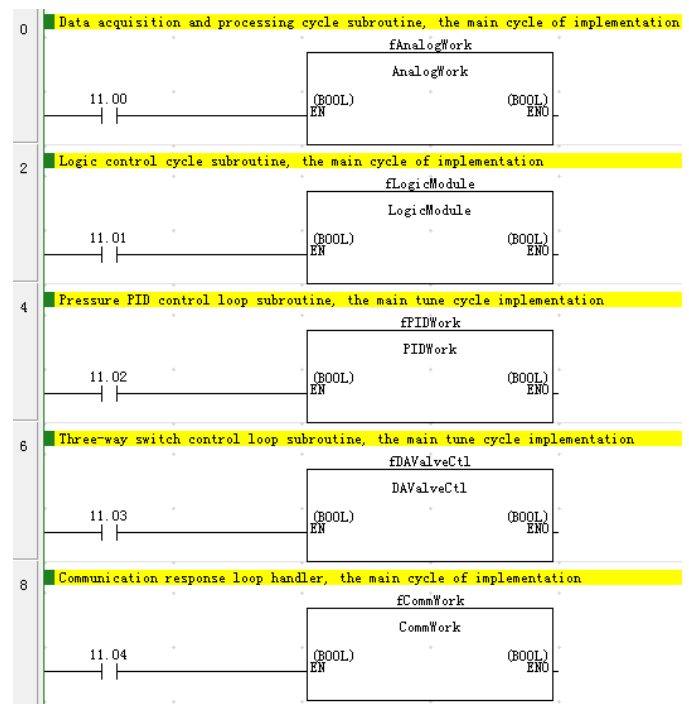 0
Data acquisition and processing cycle subroutine, the main cycle of implementation
fAnalogWork
AnalogWork
11.00
(BOOL) (BOOL)
EN ENO
2
Logic control cycle subroutine, the main cycle of implementation
fLogicModule
LogicModule
11.01
(BOOL) (BOOL)
EN ENO
4
Pressure PID control loop subroutine, the main tune cycle implementation
fPIDWork
PIDWork
11.02
(BOOL) (BOOL)
EN ENO
6
Three-way switch control loop subroutine, the main tune cycle implementation
fDAValveCtl
DAValveCtl
11.03
(BOOL) (BOOL)
EN ENO
8
Communication response loop handler, the main cycle of implementation
fCommWork
CommWork
11.04
(BOOL) (BOOL)
EN ENO